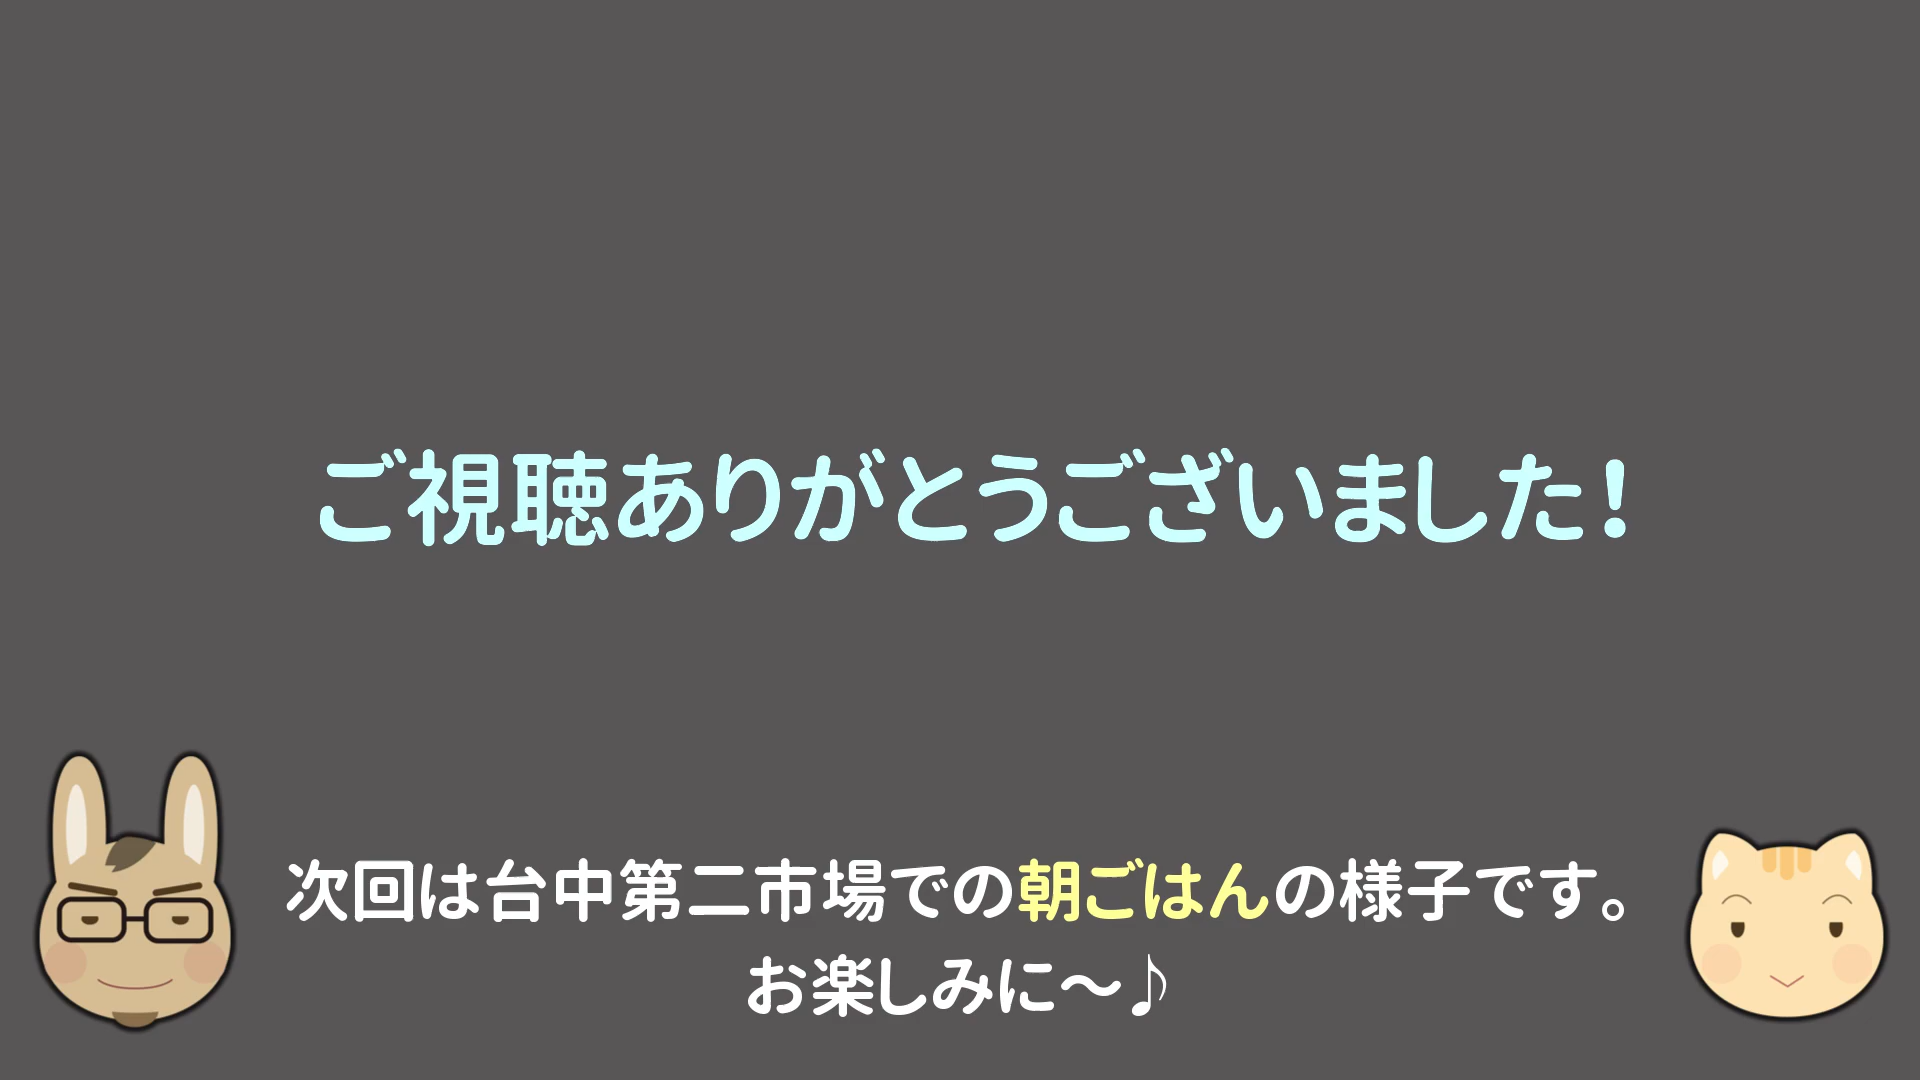 ご視聴ありがとうございました!
次回は台中第二市場での朝ごはんの様子です。
お楽しみに～♪